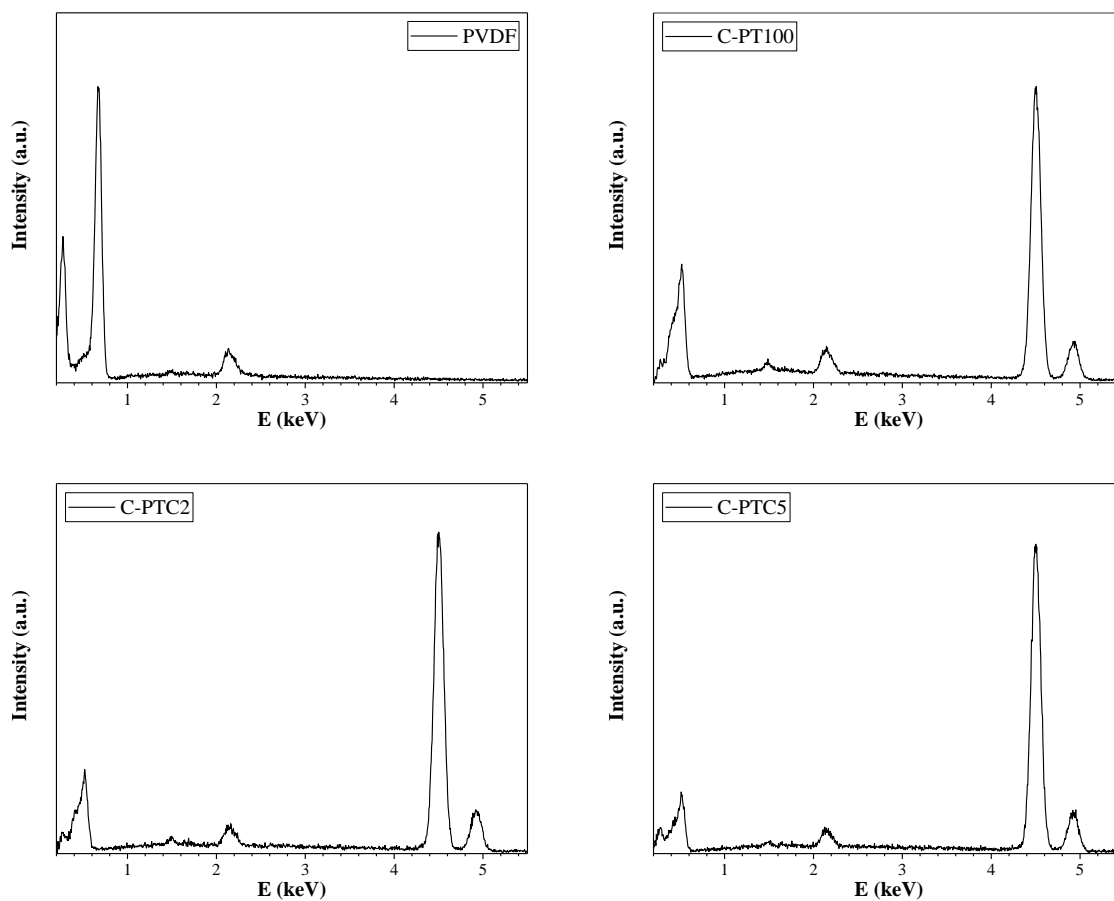 PVDF
Intensity (a.u.)
1 2 3 4 5
E (keV)
C-PT100
Intensity (a.u.)
1 2 3 4 5
E (keV)
C-PTC2
Intensity (a.u.)
1 2 3 4 5
E (keV)
C-PTC5
Intensity (a.u.)
1 2 3 4 5
E (keV)